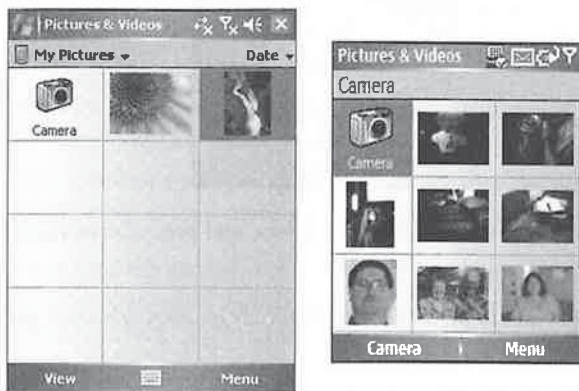 Pictures & Videos
My Pictures Date
Camera
View Menu
Pictures & Videos
Camera
Camera
Camera Menu